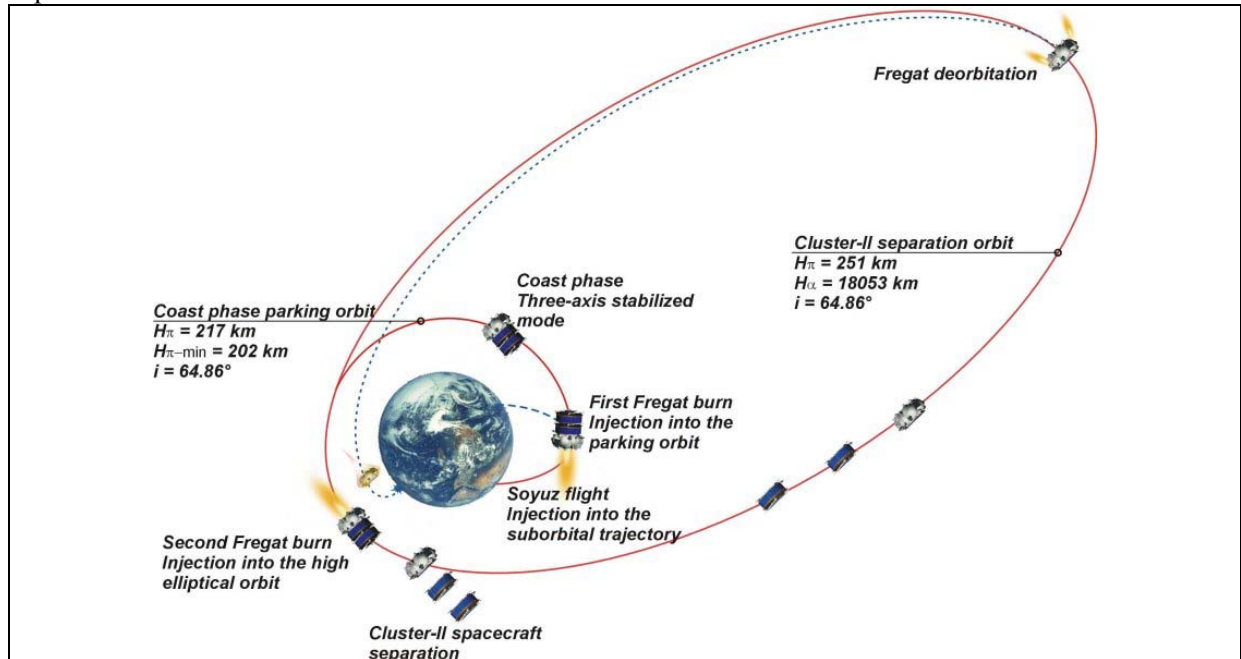 Fregat deorbitation
Cluster-II separation orbit
Hπ = 251 km
Hα = 18053 km
i = 64.86°
Coast phase
Three-axis stabilized
mode
Coast phase parking orbit
Hπ = 217 km
Hπ–min = 202 km
i = 64.86°
First Fregat burn
Injection into the
parking orbit
Soyuz flight
Injection into the
suborbital trajectory
Second Fregat burn
Injection into the high
elliptical orbit
Cluster-II spacecraft
separation